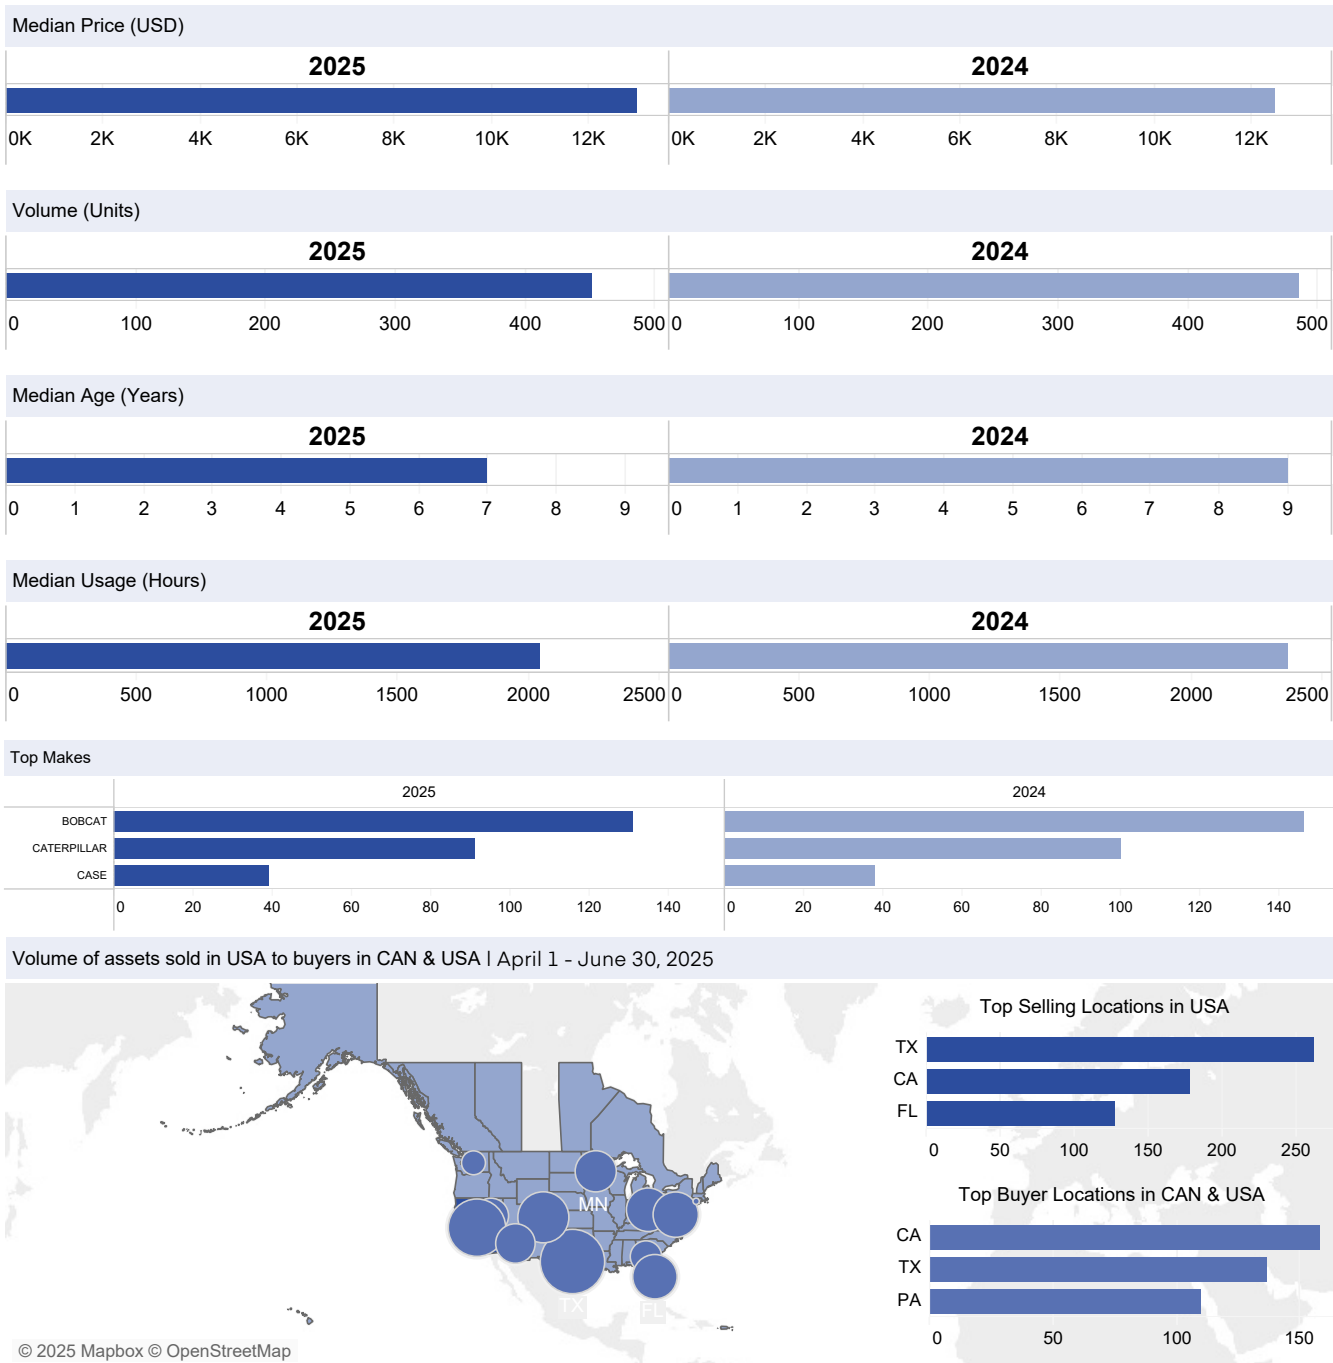 Median Price (USD)
2025 2024
0K 2K 4K 6K 8K 10K 12K 0K 2K 4K 6K 8K 10K 12K
Volume (Units)
2025 2024
0 100 200 300 400 500 0 100 200 300 400 500
Median Age (Years)
2025 2024
0 1 2 3 4 5 6 7 8 9 0 1 2 3 4 5 6 7 8 9
Median Usage (Hours)
2025 2024
0 500 1000 1500 2000 2500 0 500 1000 1500 2000 2500
Top Makes
2025 2024
BOBCAT
CATERPILLAR
CASE
0 20 40 60 80 100 120 140 0 20 40 60 80 100 120 140
Volume of assets sold in USA to buyers in CAN & USA | April 1 - June 30, 2025
Top Selling Locations in USA
TX
CA
FL
0 50 100 150 200 250
Top Buyer Locations in CAN & USA
CA
TX
PA
0 50 100 150
MN
TX
FL
© 2025 Mapbox © OpenStreetMap